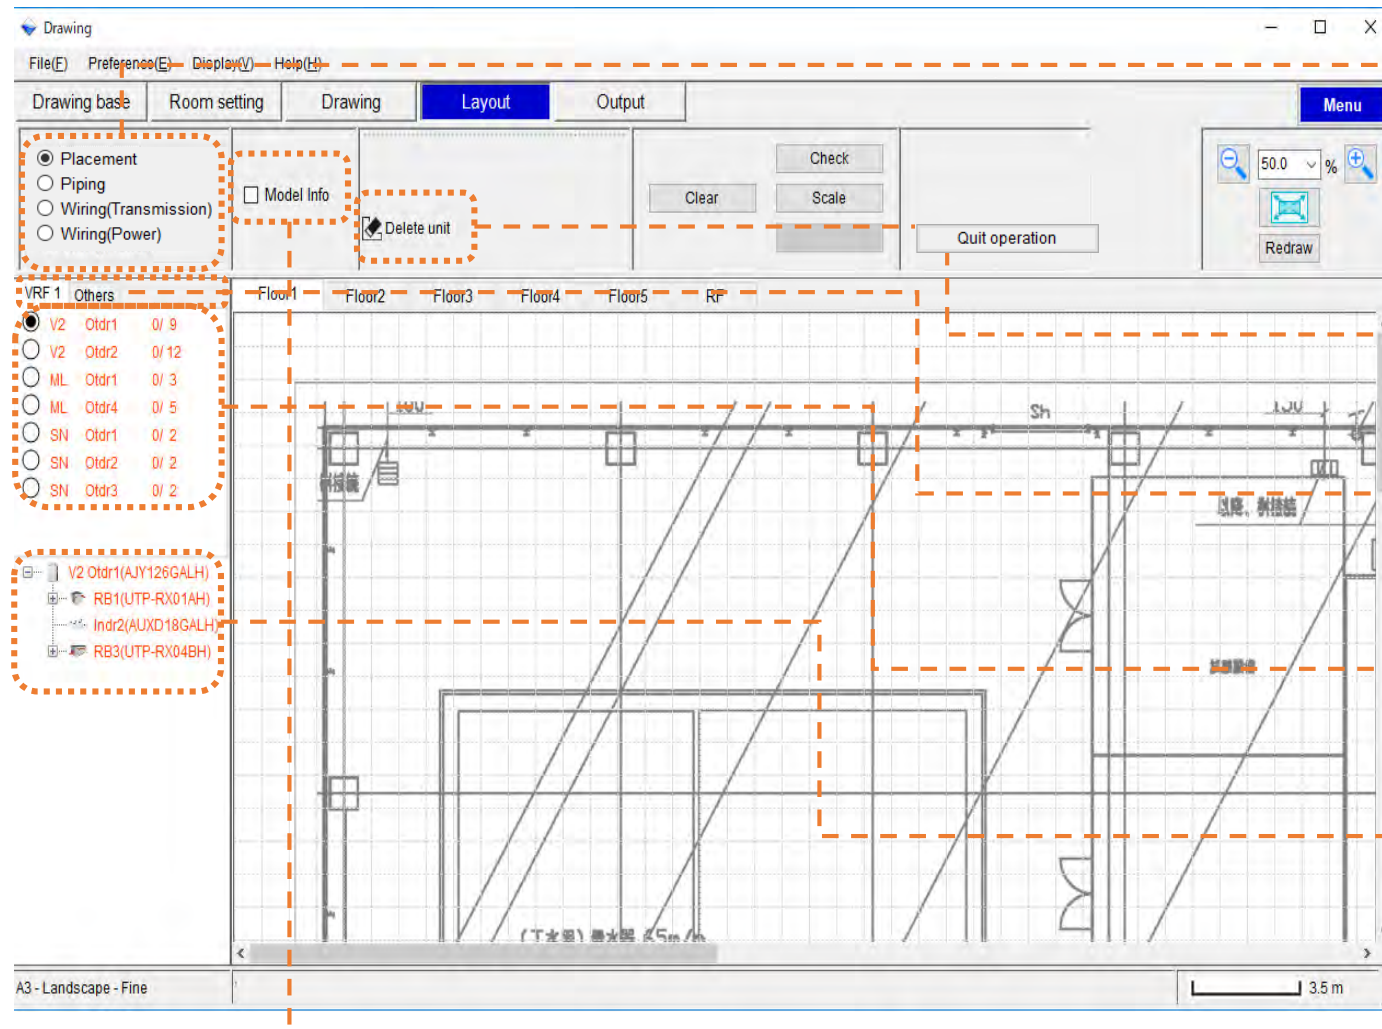 Drawing
File(F) Preference(E) Display(V) Help(H)
Drawing base Room setting Drawing Layout Output Menu
Placement
Piping
Wiring(Transmission)
Wiring(Power)
Model Info
Delete unit
Clear
Check
Scale
Quit operation
50.0 %
Redraw
VRF 1 Others
Floor1 Floor2 Floor3 Floor4 Floor5 RF
V2 Otdr1 0/ 9
V2 Otdr2 0/ 12
ML Otdr1 0/ 3
ML Otdr4 0/ 5
SN Otdr1 0/ 2
SN Otdr2 0/ 2
SN Otdr3 0/ 2
V2 Otdr1(AJY126GALH)
RB1(UTP-RX01AH)
Indr2(AUXD18GALH)
RB3(UTP-RX04BH)
Sh
A3 - Landscape - Fine
3.5 m